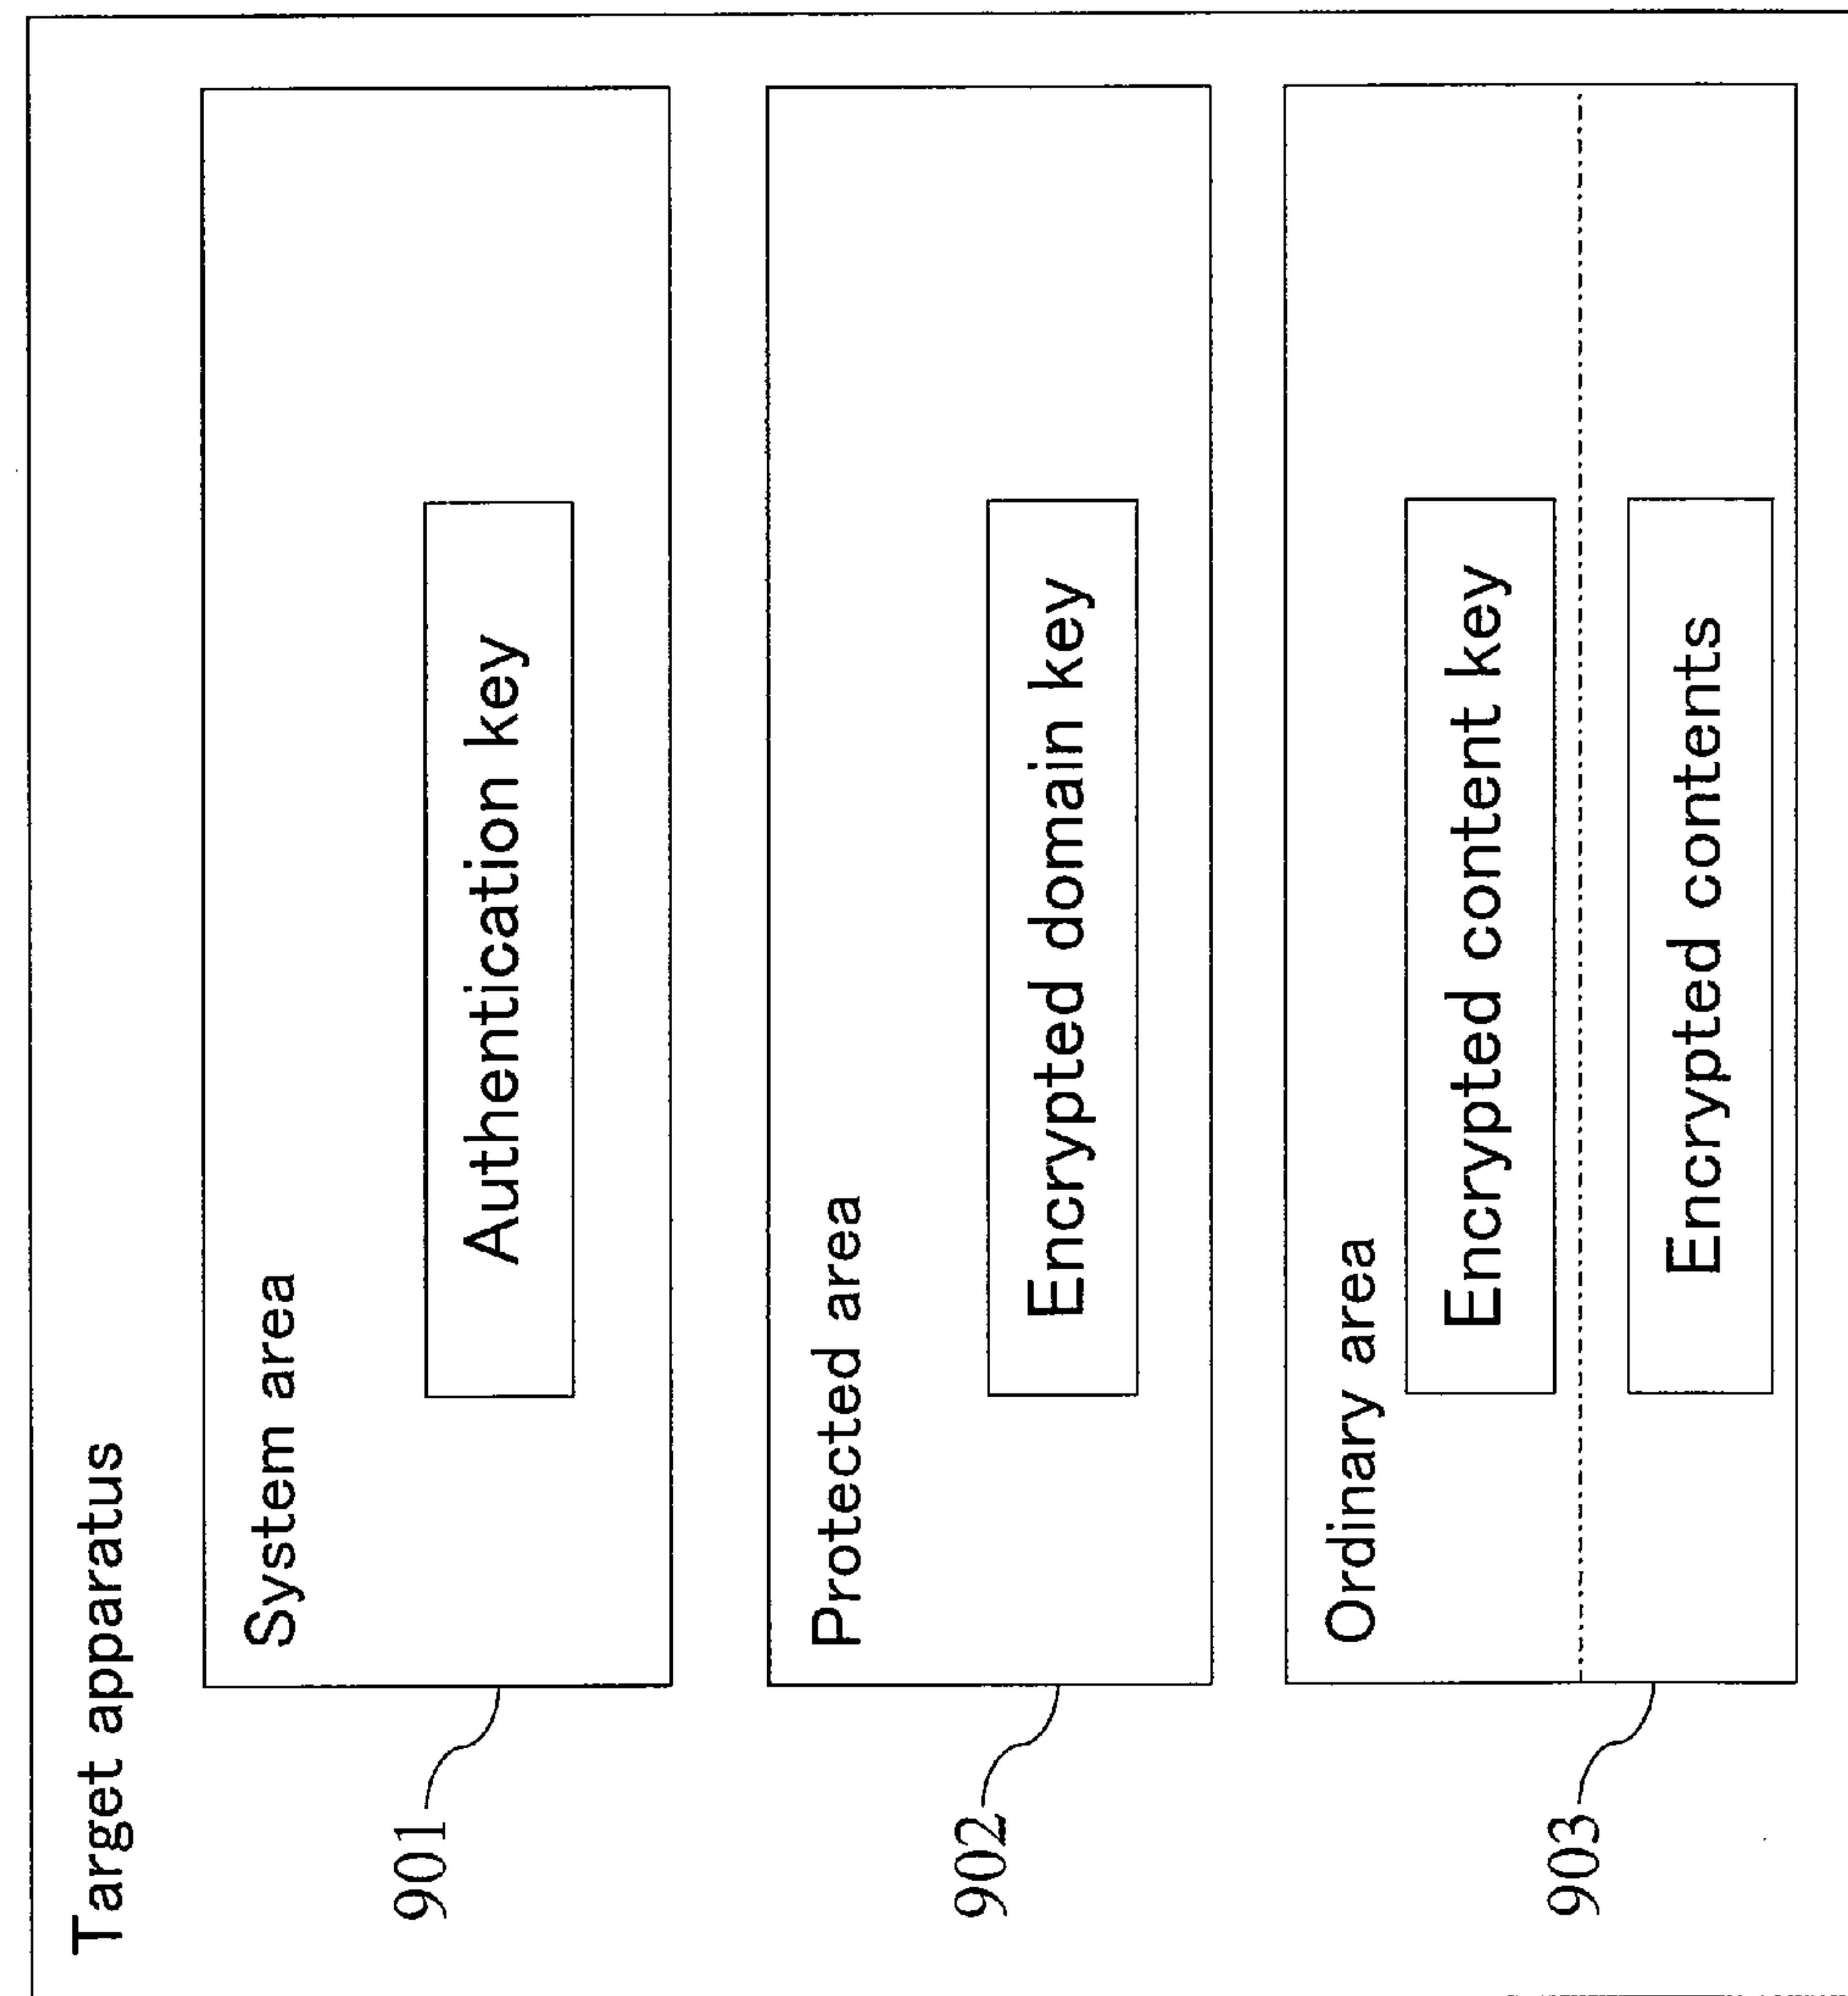 Target apparatus
901
System area
Authentication key
902
Protected area
Encrypted domain key
903
Ordinary area
Encrypted content key
Encrypted contents